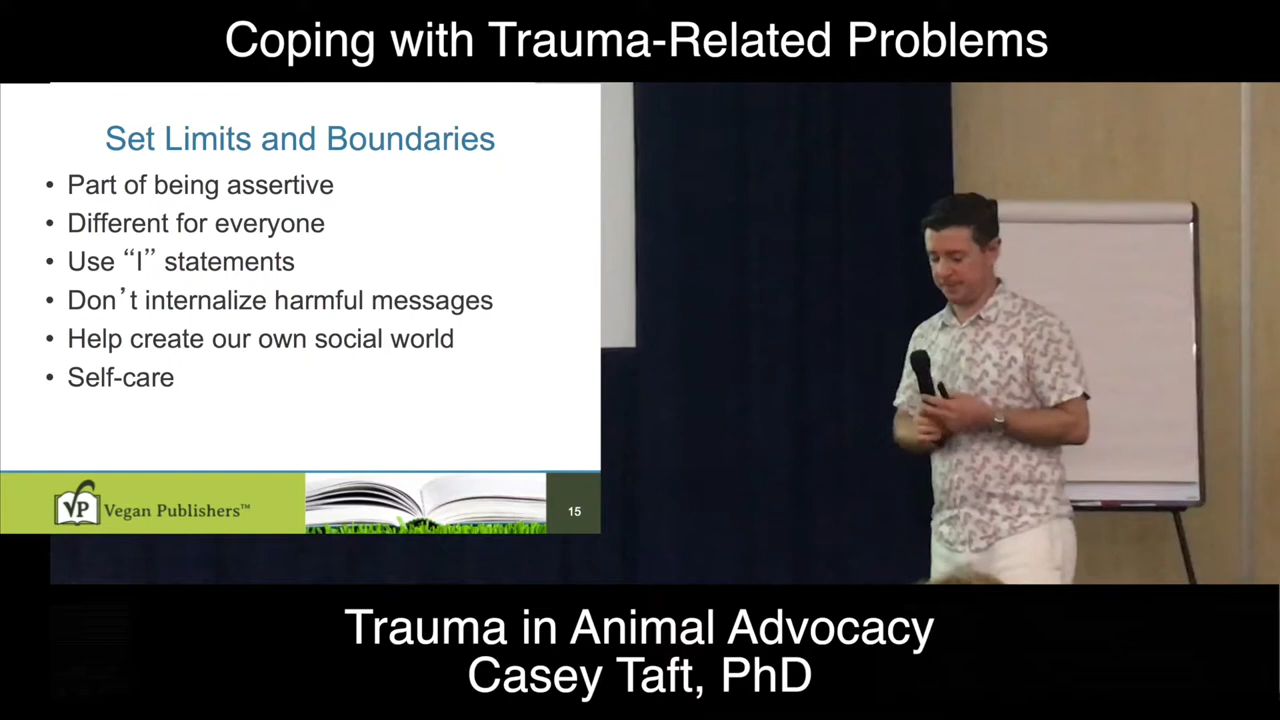 Coping with Trauma-Related Problems
Set Limits and Boundaries
• Part of being assertive
• Different for everyone
• Use “I” statements
• Don’t internalize harmful messages
• Help create our own social world
• Self-care
VP Vegan Publishers™
15
Trauma in Animal Advocacy
Casey Taft, PhD